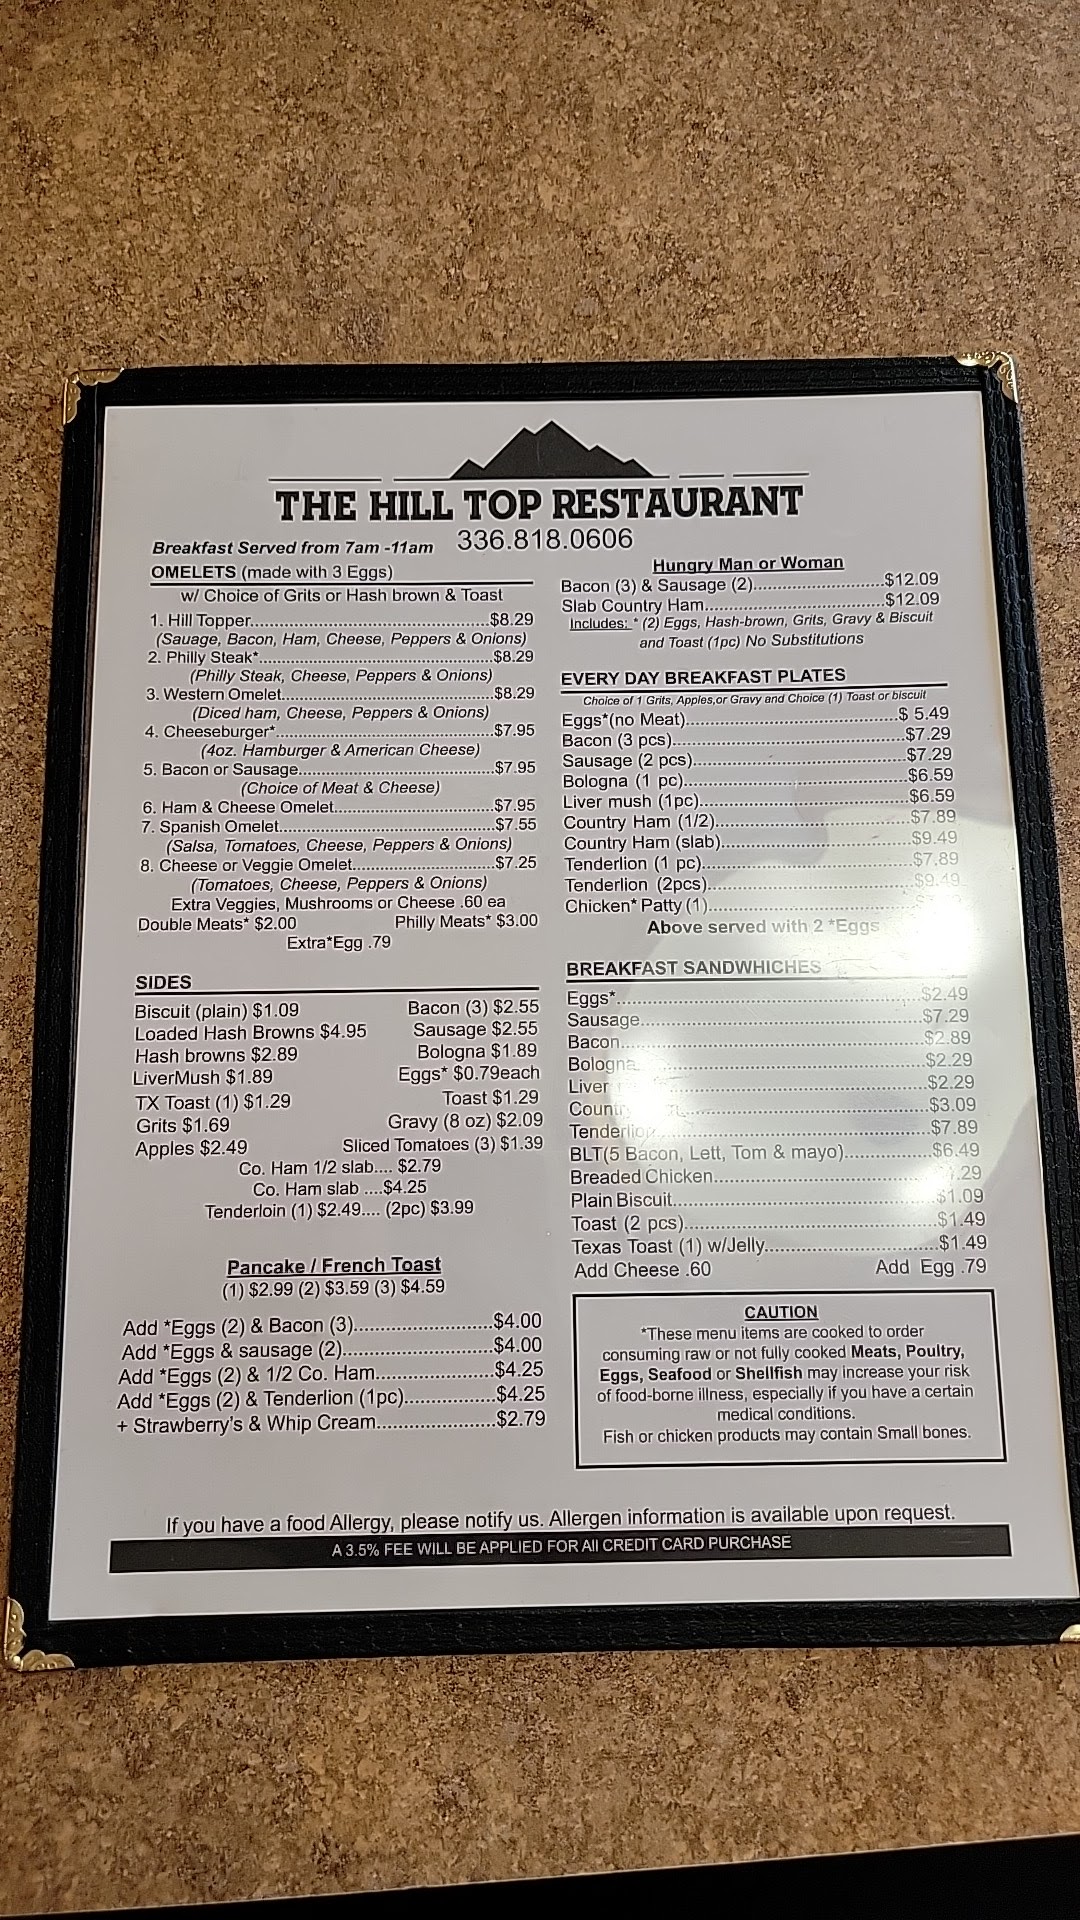 THE HILL TOP RESTAURANT
336.818.0606
Breakfast Served from 7am -11am
OMELETS (made with 3 Eggs)
w/ Choice of Grits or Hash brown & Toast
1. Hill Topper..........$8.29
(Sauage, Bacon, Ham, Cheese, Peppers & Onions)
2. Philly Steak*..........$8.29
(Philly Steak, Cheese, Peppers & Onions)
3. Western Omelet..........$8.29
(Diced ham, Cheese, Peppers & Onions)
4. Cheeseburger*..........$7.95
(4oz. Hamburger & American Cheese)
5. Bacon or Sausage..........$7.95
(Choice of Meat & Cheese)
6. Ham & Cheese Omelet..........$7.95
7. Spanish Omelet..........$7.55
(Salsa, Tomatoes, Cheese, Peppers & Onions)
8. Cheese or Veggie Omelet..........$7.25
(Tomatoes, Cheese, Peppers & Onions)
Extra Veggies, Mushrooms or Cheese .60 ea
Double Meats* $2.00 Philly Meats* $3.00
Extra*Egg .79
SIDES
Biscuit (plain) $1.09 Bacon (3) $2.55
Loaded Hash Browns $4.95 Sausage $2.55
Hash browns $2.89 Bologna $1.89
LiverMush $1.89 Eggs* $0.79each
TX Toast (1) $1.29 Toast $1.29
Grits $1.69 Gravy (8 oz) $2.09
Apples $2.49 Sliced Tomatoes (3) $1.39
Co. Ham 1/2 slab.... $2.79
Co. Ham slab ....$4.25
Tenderloin (1) $2.49.... (2pc) $3.99
Pancake / French Toast
(1) $2.99 (2) $3.59 (3) $4.59
Add *Eggs (2) & Bacon (3)..........$4.00
Add *Eggs & sausage (2)..........$4.00
Add *Eggs (2) & 1/2 Co. Ham..........$4.25
Add *Eggs (2) & Tenderlion (1pc)..........$4.25
+ Strawberry's & Whip Cream..........$2.79
Hungry Man or Woman
Bacon (3) & Sausage (2)..........$12.09
Slab Country Ham..........$12.09
Includes: * (2) Eggs, Hash-brown, Grits, Gravy & Biscuit
and Toast (1pc) No Substitutions
EVERY DAY BREAKFAST PLATES
Choice of 1 Grits, Apples,or Gravy and Choice (1) Toast or biscuit
Eggs*(no Meat)..........$ 5.49
Bacon (3 pcs)..........$7.29
Sausage (2 pcs)..........$7.29
Bologna (1 pc)..........$6.59
Liver mush (1pc)..........$6.59
Country Ham (1/2)..........$7.89
Country Ham (slab)..........$9.49
Tenderlion (1 pc)..........$7.89
Tenderlion (2pcs)..........$9.49
Chicken* Patty (1)..........
Above served with 2 *Eggs
BREAKFAST SANDWHICHES
Eggs*..........$2.49
Sausage..........$7.29
Bacon..........$2.89
Bologna..........$2.29
Liver..........$2.29
..........$3.09
Tenderlion..........$7.89
BLT(5 Bacon, Lett, Tom & mayo)..........$6.49
Breaded Chicken..........
Plain Biscuit..........$1.09
Toast (2 pcs)..........$1.49
Texas Toast (1) w/Jelly..........$1.49
Add Cheese .60 Add Egg .79
CAUTION
*These menu items are cooked to order
consuming raw or not fully cooked Meats, Poultry,
Eggs, Seafood or Shellfish may increase your risk
of food-borne illness, especially if you have a certain
medical conditions.
Fish or chicken products may contain Small bones.
If you have a food Allergy, please notify us. Allergen information is available upon request.
A 3.5% FEE WILL BE APPLIED FOR All CREDIT CARD PURCHASE